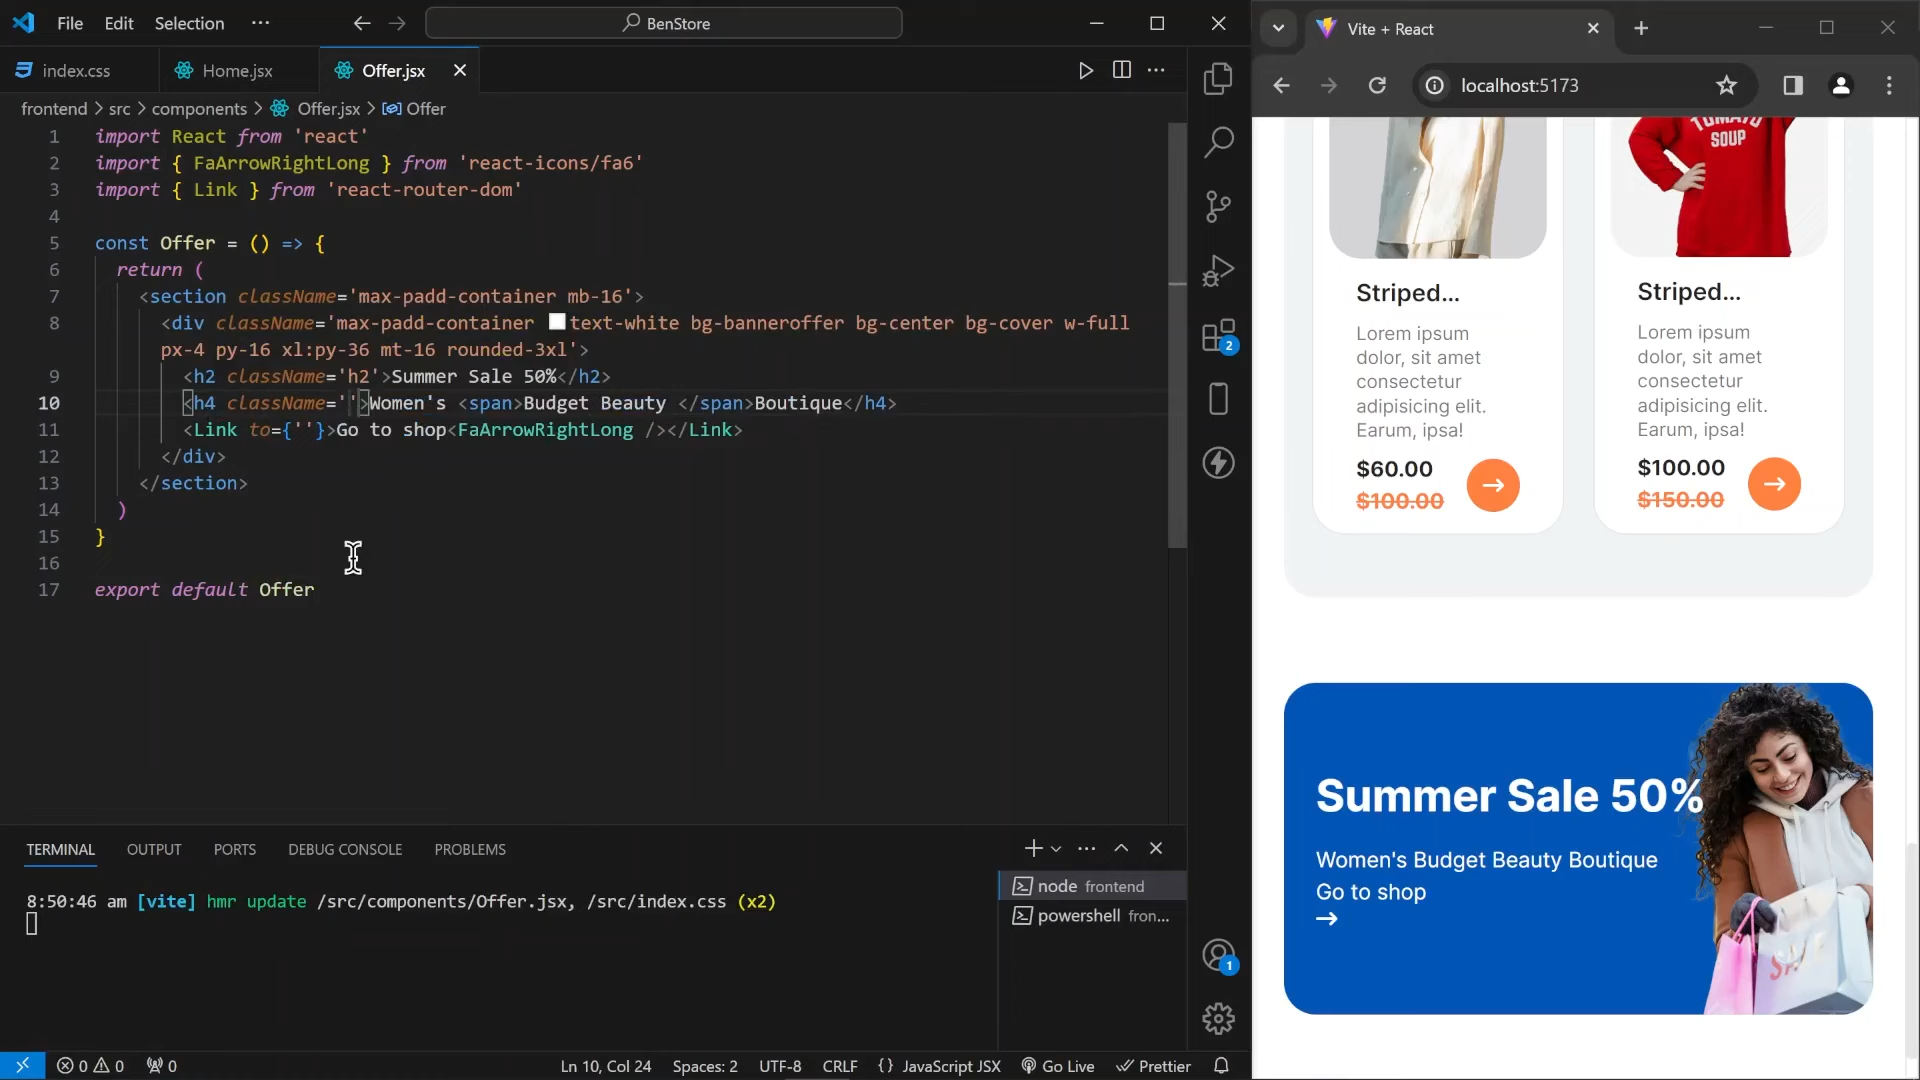 File Edit Selection ··· BenStore
index.css Home.jsx Offer.jsx
frontend > src > components > Offer.jsx > Offer
1 import React from 'react'
2 import { FaArrowRightLong } from 'react-icons/fa6'
3 import { Link } from 'react-router-dom'
4
5 const Offer = () => {
6 return (
7 <section className='max-padd-container mb-16'>
8 <div className='max-padd-container text-white bg-banneroffer bg-center bg-cover w-full
px-4 py-16 xl:py-36 mt-16 rounded-3xl'>
9 <h2 className='h2'>Summer Sale 50%</h2>
10 <h4 className=''>Women's <span>Budget Beauty </span>Boutique</h4>
11 <Link to={''}>Go to shop<FaArrowRightLong /></Link>
12 </div>
13 </section>
14 )
15 }
16
17 export default Offer
2
TERMINAL OUTPUT PORTS DEBUG CONSOLE PROBLEMS
8:50:46 am [vite] hmr update /src/components/Offer.jsx, /src/index.css (x2)
node frontend
powershell fron...
1
0 0 0 Ln 10, Col 24 Spaces: 2 UTF-8 CRLF {} JavaScript JSX Go Live Prettier
Vite + React
localhost:5173
TOMATO
SOUP
Striped...
Lorem ipsum
dolor, sit amet
consectetur
adipisicing elit.
Earum, ipsa!
$60.00
$100.00
Striped...
Lorem ipsum
dolor, sit amet
consectetur
adipisicing elit.
Earum, ipsa!
$100.00
$150.00
Summer Sale 50%
Women's Budget Beauty Boutique
Go to shop
SALE